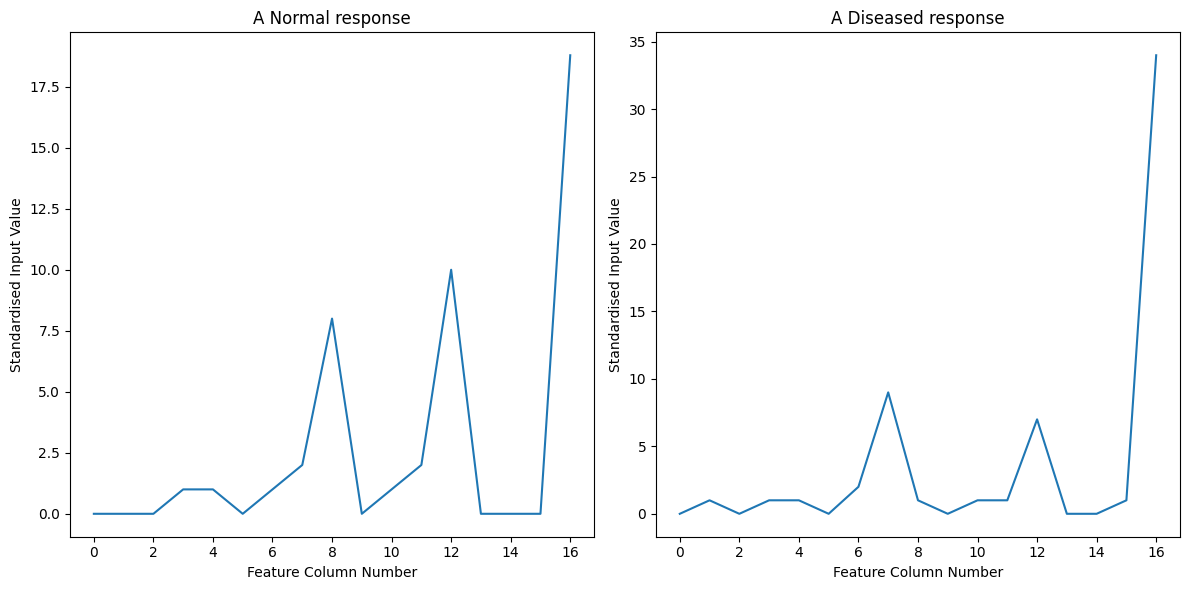 A Normal response
17.5
15.0
12.5
10.0
7.5
5.0
2.5
0.0
Standardised Input Value
0 2 4 6 8 10 12 14 16
Feature Column Number
A Diseased response
35
30
25
20
15
10
5
0
Standardised Input Value
0 2 4 6 8 10 12 14 16
Feature Column Number